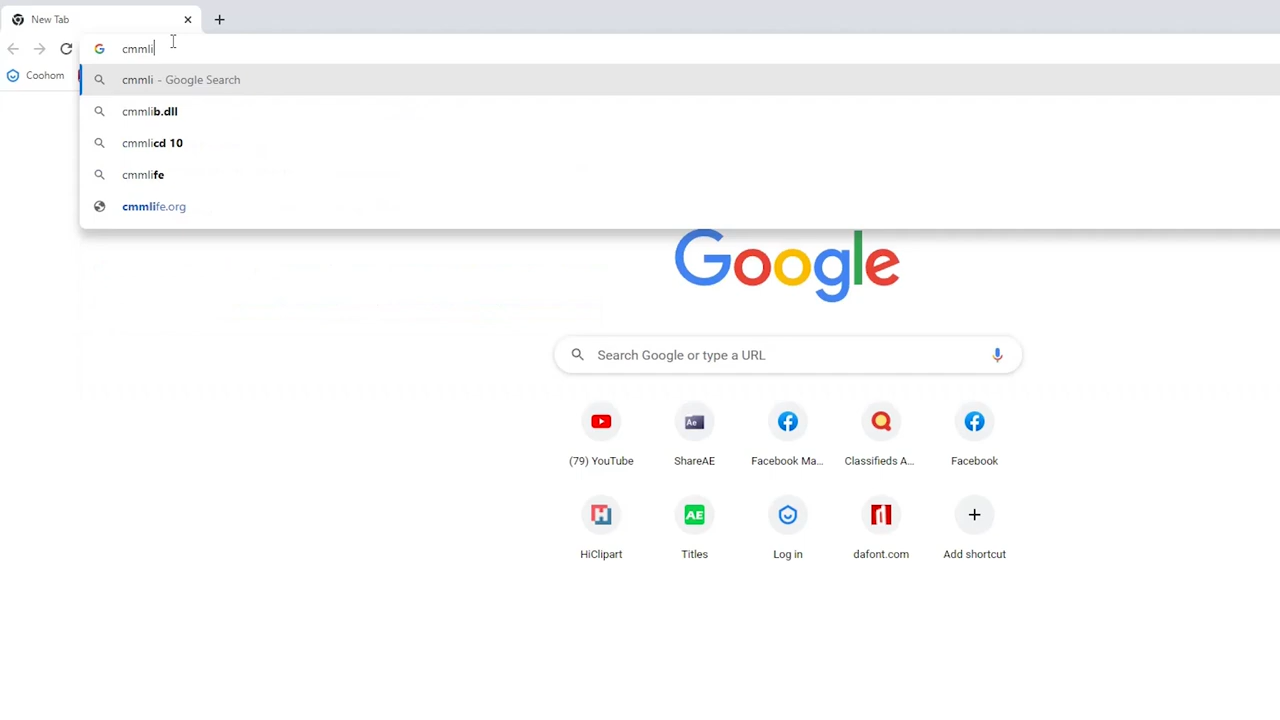 New Tab
cmmli
Coohom
cmmli - Google Search
cmmlib.dll
cmmlicd 10
cmmlife
cmmlife.org
Google
Search Google or type a URL
Ae
(79) YouTube
ShareAE
Facebook Ma...
Classifieds A...
Facebook
AE
HiClipart
Titles
Log in
dafont.com
Add shortcut